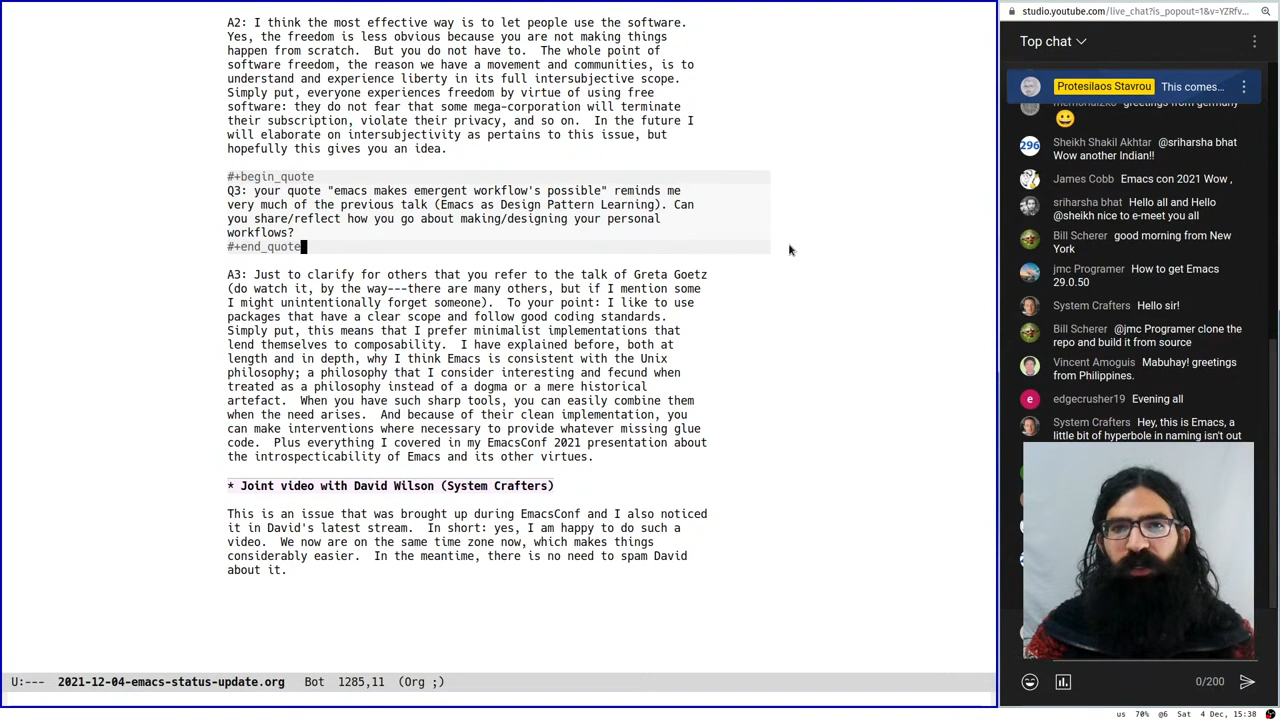 A2: I think the most effective way is to let people use the software.
Yes, the freedom is less obvious because you are not making things
happen from scratch.  But you do not have to.  The whole point of
software freedom, the reason we have a movement and communities, is to
understand and experience liberty in its full intersubjective scope.
Simply put, everyone experiences freedom by virtue of using free
software: they do not fear that some mega-corporation will terminate
their subscription, violate their privacy, and so on.  In the future I
will elaborate on intersubjectivity as pertains to this issue, but
hopefully this gives you an idea.
#+begin_quote
Q3: your quote "emacs makes emergent workflow's possible" reminds me
very much of the previous talk (Emacs as Design Pattern Learning). Can
you share/reflect how you go about making/designing your personal
workflows?
#+end_quote
A3: Just to clarify for others that you refer to the talk of Greta Goetz
(do watch it, by the way---there are many others, but if I mention some
I might unintentionally forget someone).  To your point: I like to use
packages that have a clear scope and follow good coding standards.
Simply put, this means that I prefer minimalist implementations that
lend themselves to composability.  I have explained before, both at
length and in depth, why I think Emacs is consistent with the Unix
philosophy; a philosophy that I consider interesting and fecund when
treated as a philosophy instead of a dogma or a mere historical
artefact.  When you have such sharp tools, you can easily combine them
when the need arises.  And because of their clean implementation, you
can make interventions where necessary to provide whatever missing glue
code.  Plus everything I covered in my EmacsConf 2021 presentation about
the introspecticability of Emacs and its other virtues.
* Joint video with David Wilson (System Crafters)
This is an issue that was brought up during EmacsConf and I also noticed
it in David's latest stream.  In short: yes, I am happy to do such a
video.  We now are on the same time zone now, which makes things
considerably easier.  In the meantime, there is no need to spam David
about it.
U:---  2021-12-04-emacs-status-update.org  Bot  1285,11  (Org ;)
studio.youtube.com/live_chat?is_popout=1&v=YZRfv...
Top chat
Protesilaos Stavrou This comes...
greetings from germany
Sheikh Shakil Akhtar @sriharsha bhat
Wow another Indian!!
296
James Cobb Emacs con 2021 Wow ,
sriharsha bhat Hello all and Hello
@sheikh nice to e-meet you all
Bill Scherer good morning from New
York
jmc Programer How to get Emacs
29.0.50
System Crafters Hello sir!
Bill Scherer @jmc Programer clone the
repo and build it from source
Vincent Amoguis Mabuhay! greetings
from Philippines.
e edgecrusher19 Evening all
System Crafters Hey, this is Emacs, a
little bit of hyperbole in naming isn't out
0/200
us 70% @6 Sat 4 Dec, 15:38